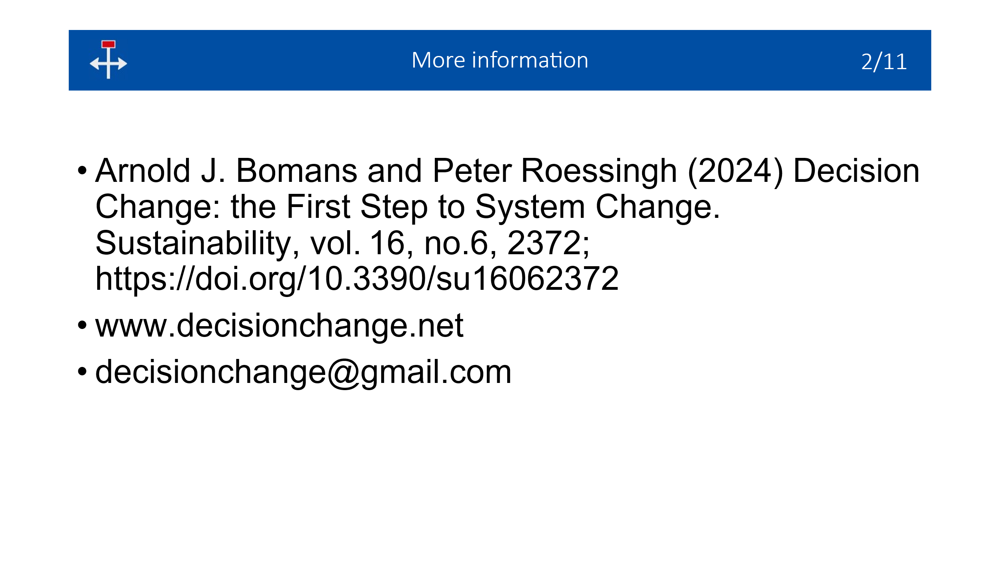 More information
2/11
• Arnold J. Bomans and Peter Roessingh (2024) Decision
Change: the First Step to System Change.
Sustainability, vol. 16, no.6, 2372;
https://doi.org/10.3390/su16062372
• www.decisionchange.net
• decisionchange@gmail.com